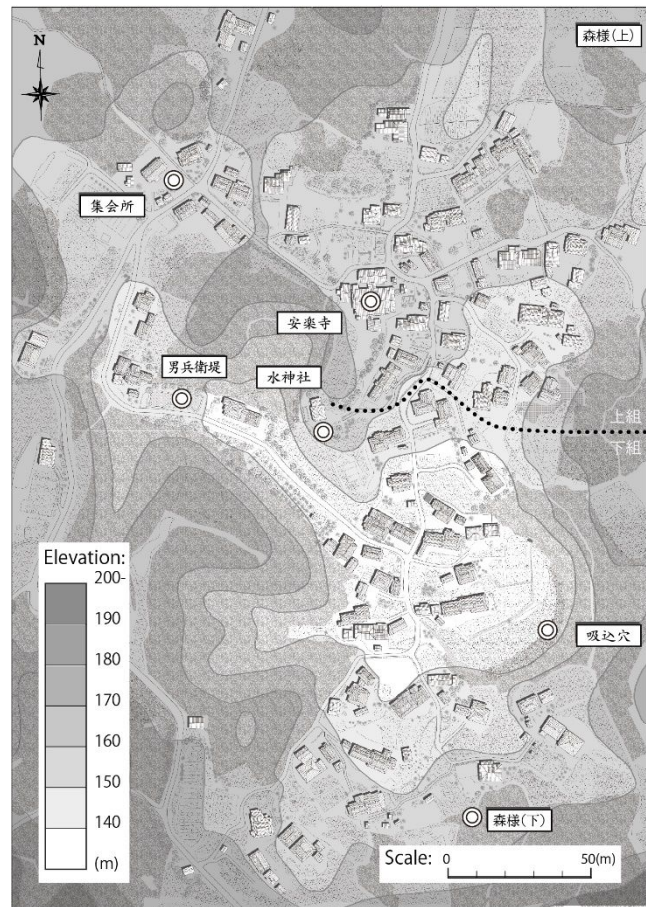 N
森様(上)
集会所
安楽寺
男兵衛堤
水神社
上組
下組
Elevation:
200-
190
180
170
160
150
140
(m)
吸込穴
森様(下)
Scale: 0 50(m)